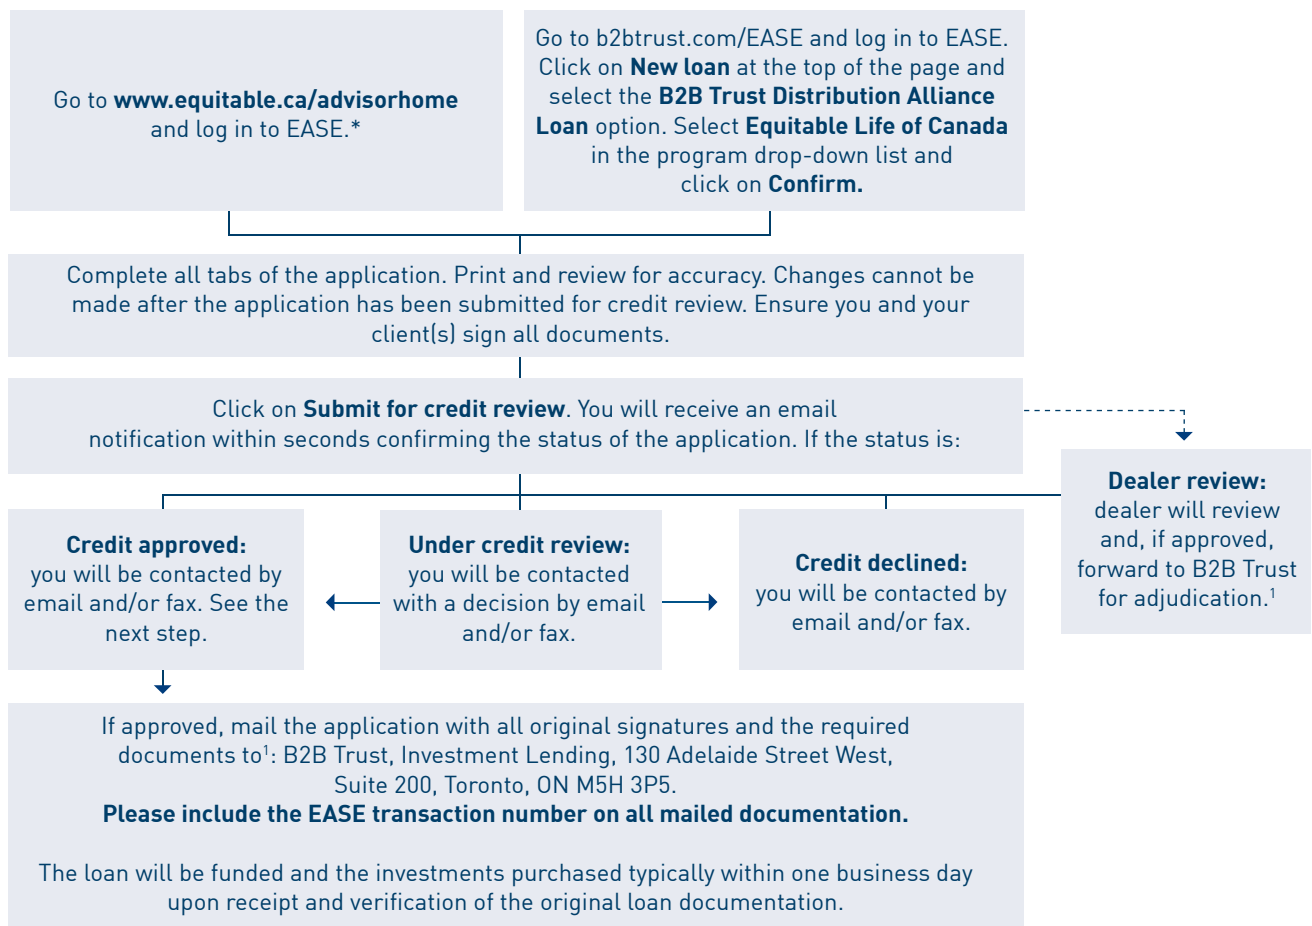 Go to www.equitable.ca/advisorhome
and log in to EASE.*
Go to b2btrust.com/EASE and log in to EASE.
Click on New loan at the top of the page and
select the B2B Trust Distribution Alliance
Loan option. Select Equitable Life of Canada
in the program drop-down list and
click on Confirm.
Complete all tabs of the application. Print and review for accuracy. Changes cannot be
made after the application has been submitted for credit review. Ensure you and your
client(s) sign all documents.
Click on Submit for credit review. You will receive an email
notification within seconds confirming the status of the application. If the status is:
Credit approved:
you will be contacted by
email and/or fax. See the
next step.
Under credit review:
you will be contacted
with a decision by email
and/or fax.
Credit declined:
you will be contacted by
email and/or fax.
Dealer review:
dealer will review
and, if approved,
forward to B2B Trust
for adjudication.¹
If approved, mail the application with all original signatures and the required
documents to¹: B2B Trust, Investment Lending, 130 Adelaide Street West,
Suite 200, Toronto, ON M5H 3P5.
Please include the EASE transaction number on all mailed documentation.
The loan will be funded and the investments purchased typically within one business day
upon receipt and verification of the original loan documentation.